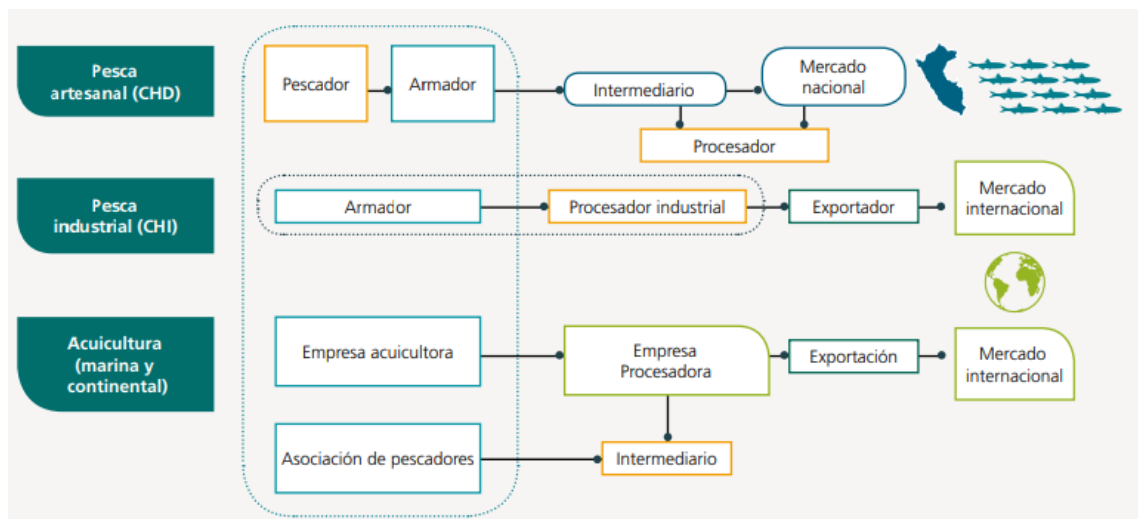 Pesca
artesanal (CHD)
Pescador
Armador
Intermediario
Mercado
nacional
Procesador
Pesca
industrial (CHI)
Armador
Procesador industrial
Exportador
Mercado
internacional
Acuicultura
(marina y
continental)
Empresa acuicultora
Empresa
Procesadora
Exportación
Mercado
internacional
Asociación de pescadores
Intermediario